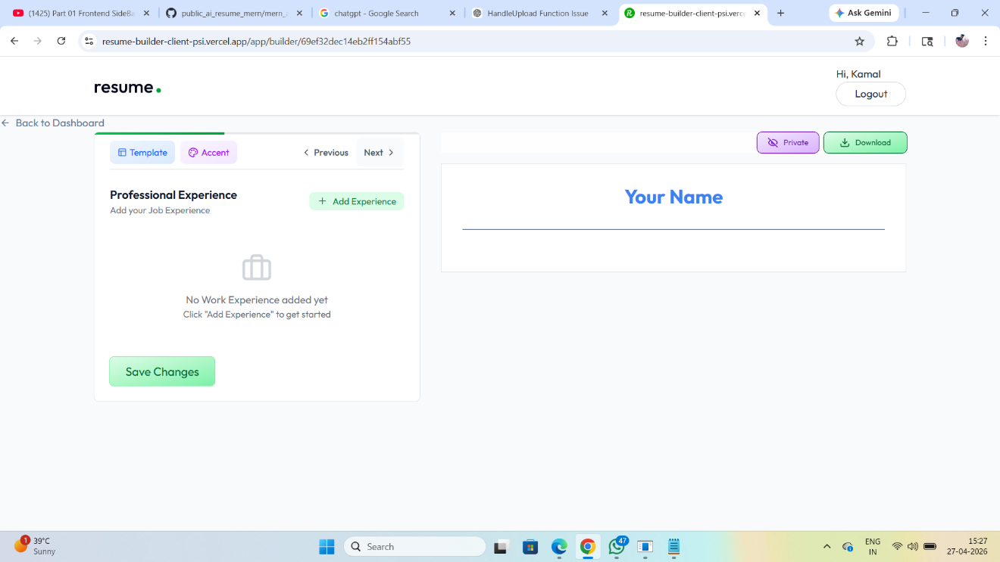 (1425) Part 01 Frontend SideBa
public_ai_resume_mern/mern_a
chatgpt - Google Search
HandleUpload Function Issue
resume-builder-client-psi.verce
Ask Gemini
resume-builder-client-psi.vercel.app/app/builder/69ef32dec14eb2ff154abf55
resume.
Hi, Kamal
Logout
Back to Dashboard
Template
Accent
Previous
Next
Private
Download
Professional Experience
Add your Job Experience
Add Experience
Your Name
No Work Experience added yet
Click "Add Experience" to get started
Save Changes
1
39°C
Sunny
Search
47
ENG
IN
15:27
27-04-2026